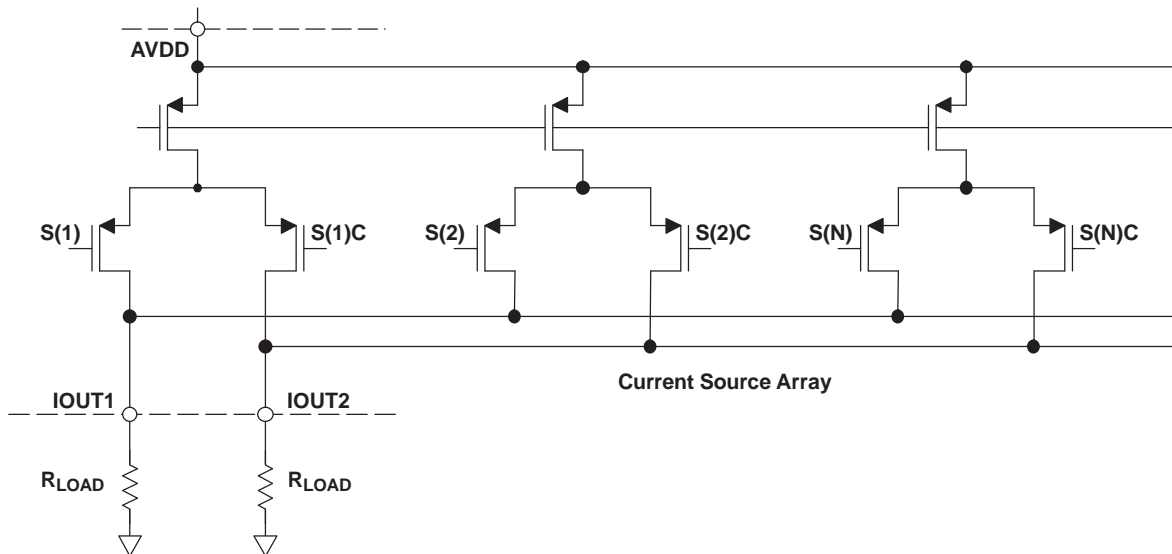 AVDD
S(1)
S(1)C
S(2)
S(2)C
S(N)
S(N)C
Current Source Array
IOUT1
IOUT2
RLOAD
RLOAD